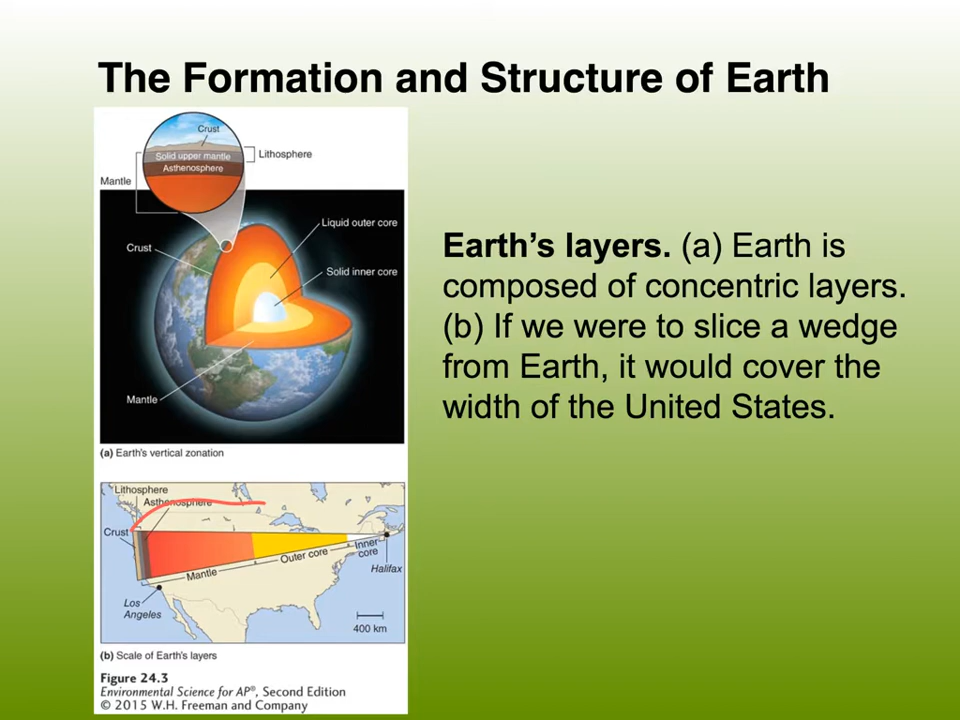 The Formation and Structure of Earth
Crust
Solid upper mantle
Asthenosphere
Lithosphere
Mantle
Liquid outer core
Crust
Solid inner core
Mantle
(a) Earth's vertical zonation
Earth's layers. (a) Earth is
composed of concentric layers.
(b) If we were to slice a wedge
from Earth, it would cover the
width of the United States.
Lithosphere
Asthenosphere
Crust
Mantle
Outer core
Inner
core
Halifax
Los
Angeles
400 km
(b) Scale of Earth's layers
Figure 24.3
Environmental Science for AP®, Second Edition
© 2015 W.H. Freeman and Company